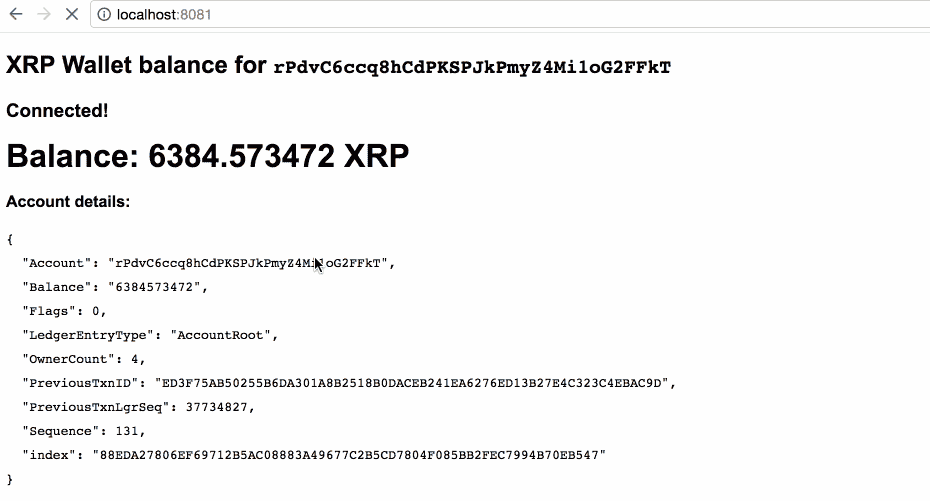 localhost:8081
XRP Wallet balance for rPdvC6ccq8hCdPKSPJkPmyZ4Mi1oG2FFkT
Connected!
Balance: 6384.573472 XRP
Account details:
{
"Account": "rPdvC6ccq8hCdPKSPJkPmyZ4Mi1oG2FFkT",
"Balance": "6384573472",
"Flags": 0,
"LedgerEntryType": "AccountRoot",
"OwnerCount": 4,
"PreviousTxnID": "ED3F75AB50255B6DA301A8B2518B0DACEB241EA6276ED13B27E4C323C4EBAC9D",
"PreviousTxnLgrSeq": 37734827,
"Sequence": 131,
"index": "88EDA27806EF69712B5AC08883A49677C2B5CD7804F085BB2FEC7994B70EB547"
}